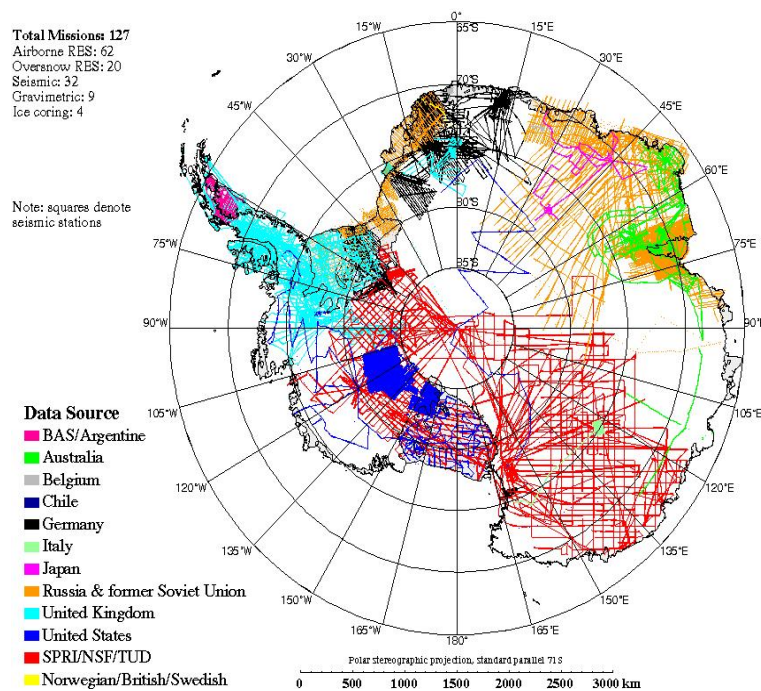 Total Missions: 127
Airborne RES: 62
Oversnow RES: 20
Seismic: 32
Gravimetric: 9
Ice coring: 4
Note: squares denote
seismic stations
0°
65°S
15°W
15°E
30°W
70°S
30°E
45°W
45°E
60°E
80°S
75°W
85°S
75°E
90°W
90°E
105°W
105°E
120°W
120°E
135°W
135°E
150°W
150°E
165°W
165°E
180°
Data Source
BAS/Argentine
Australia
Belgium
Chile
Germany
Italy
Japan
Russia & former Soviet Union
United Kingdom
United States
SPRI/NSF/TUD
Norwegian/British/Swedish
Polar stereographic projection, standard parallel 71S
0 500 1000 1500 2000 2500 3000 km